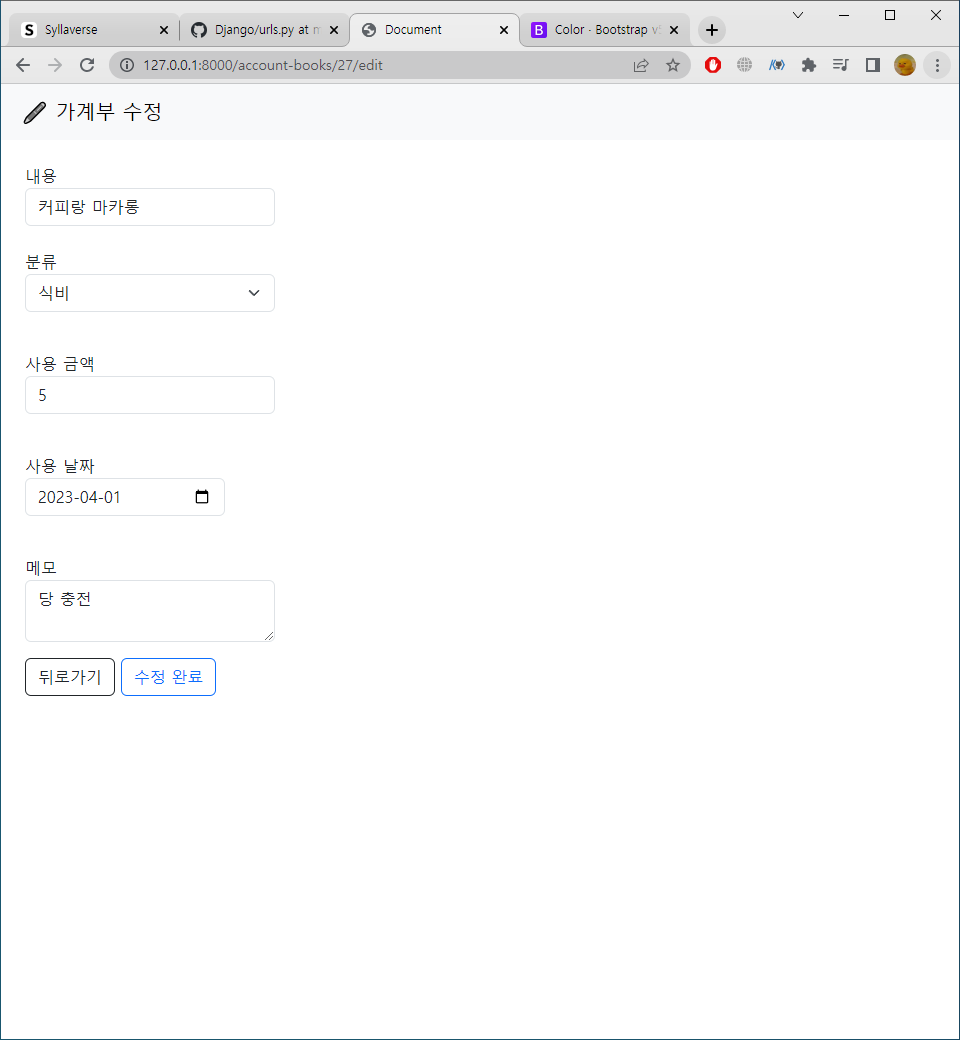 Syllaverse
Django/urls.py at m
Document
Color · Bootstrap v5
127.0.0.1:8000/account-books/27/edit
가계부 수정
내용
커피랑 마카롱
분류
식비
사용 금액
5
사용 날짜
2023-04-01
메모
당 충전
뒤로가기 수정 완료